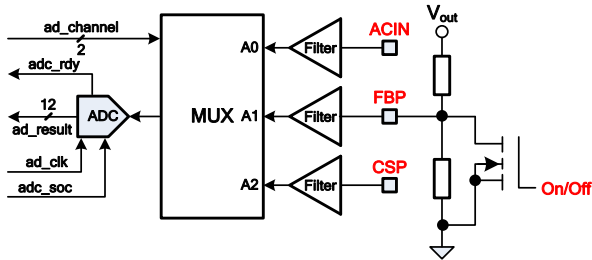 ad_channel
2
adc_rdy
12
ad_result
ADC
ad_clk
adc_soc
MUX
A0
A1
A2
Filter
Filter
Filter
ACIN
FBP
CSP
Vout
On/Off